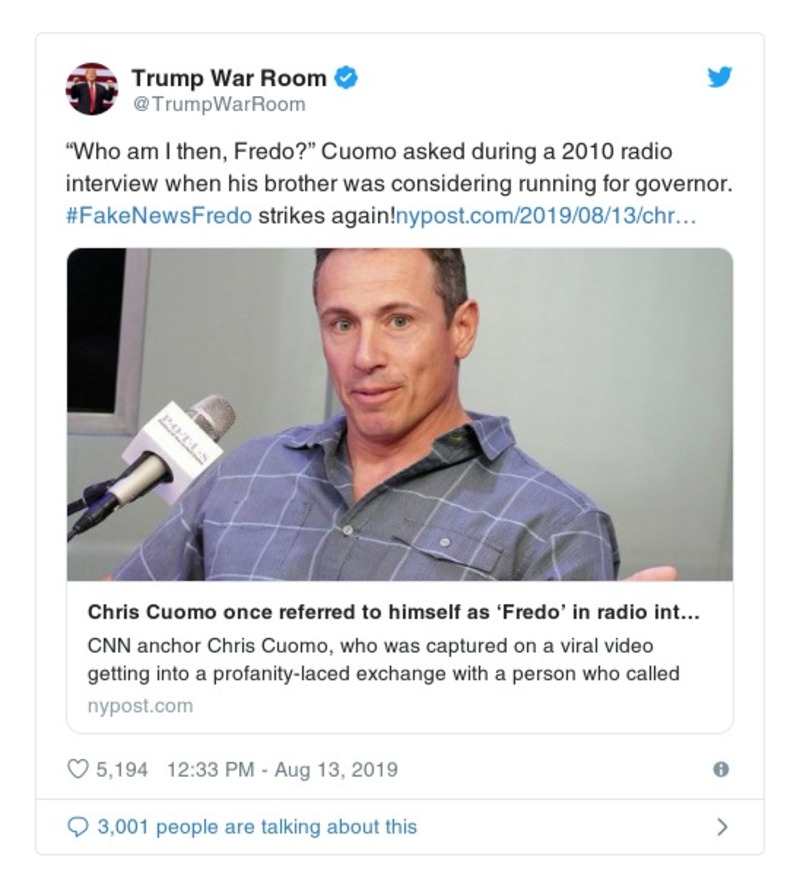 Trump War Room
@TrumpWarRoom
“Who am I then, Fredo?” Cuomo asked during a 2010 radio
interview when his brother was considering running for governor.
#FakeNewsFredo strikes again!nypost.com/2019/08/13/chr…
Chris Cuomo once referred to himself as ‘Fredo’ in radio int…
CNN anchor Chris Cuomo, who was captured on a viral video
getting into a profanity-laced exchange with a person who called
nypost.com
5,194 12:33 PM - Aug 13, 2019
3,001 people are talking about this